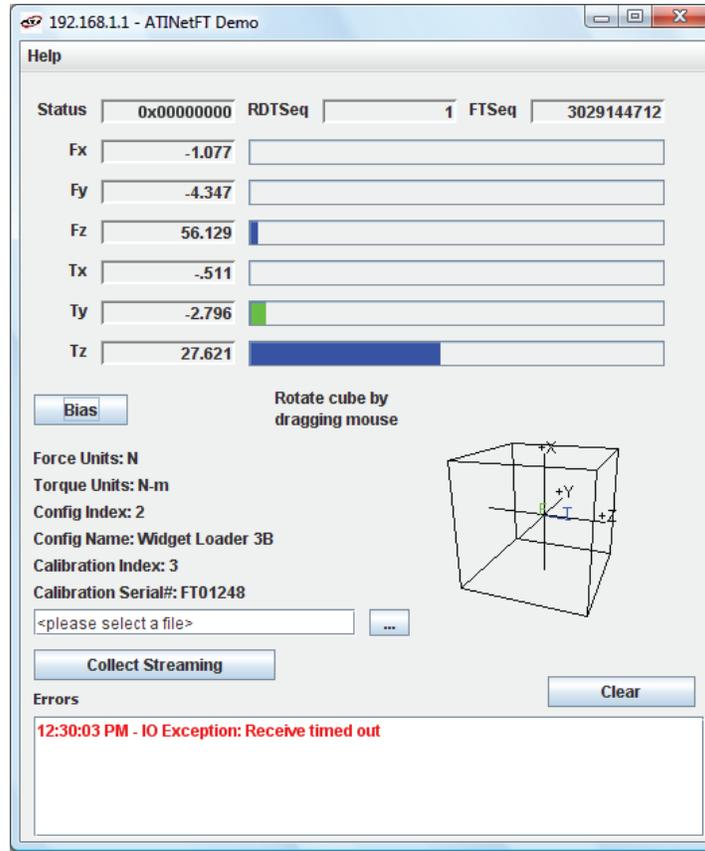 192.168.1.1 - ATINetFT Demo
Help
Status 0x00000000 RDTSeq 1 FTSeq 3029144712
Fx -1.077
Fy -4.347
Fz 56.129
Tx -.511
Ty -2.796
Tz 27.621
Bias
Rotate cube by
dragging mouse
Force Units: N
Torque Units: N-m
Config Index: 2
Config Name: Widget Loader 3B
Calibration Index: 3
Calibration Serial#: FT01248
+X
+Y
F
T
+Z
<please select a file>
...
Collect Streaming
Clear
Errors
12:30:03 PM - IO Exception: Receive timed out